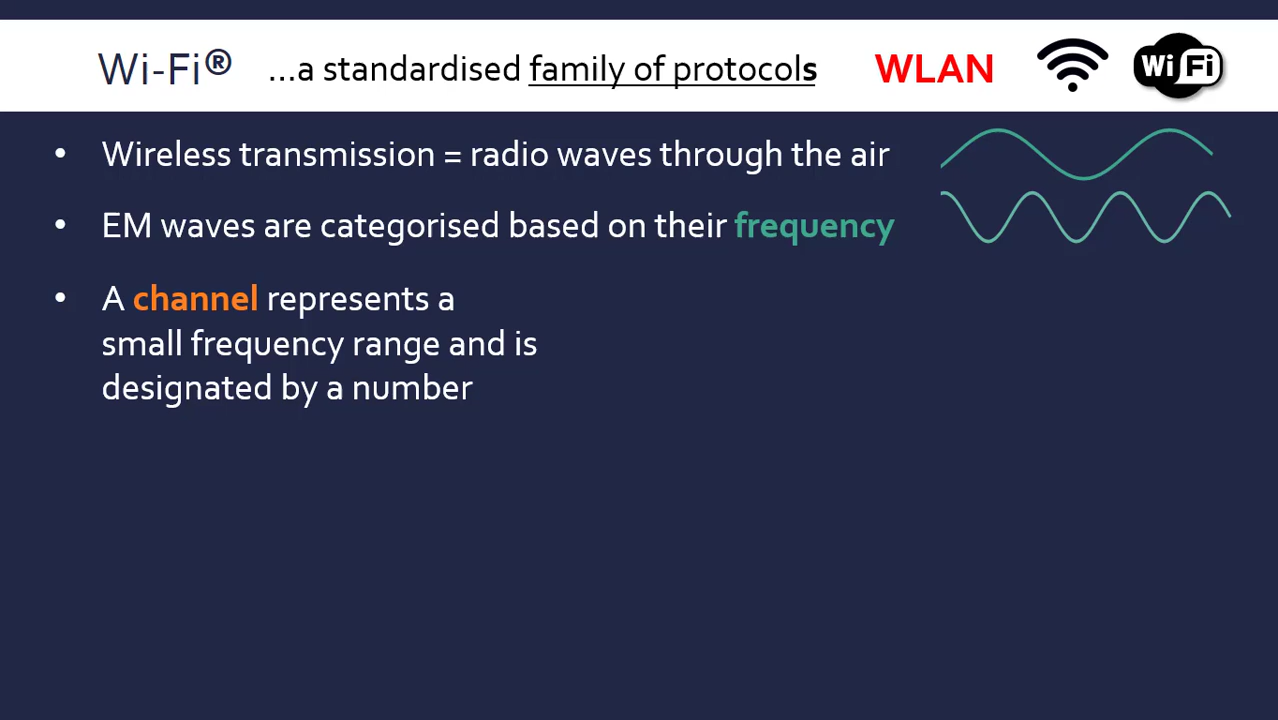 Wi-Fi® ...a standardised family of protocols WLAN Wi Fi
• Wireless transmission = radio waves through the air
• EM waves are categorised based on their frequency
• A channel represents a
small frequency range and is
designated by a number